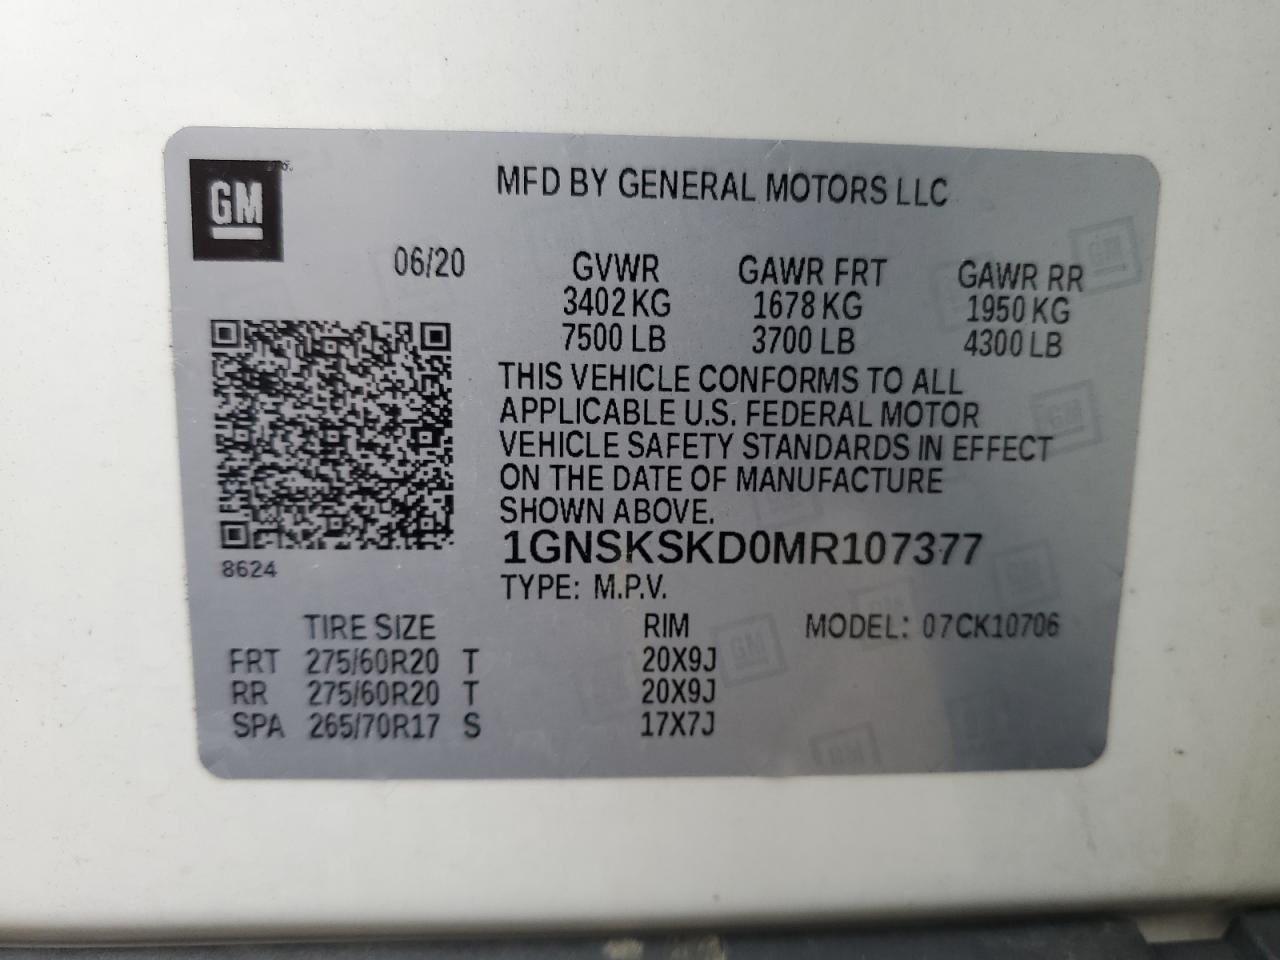 GM
MFD BY GENERAL MOTORS LLC
06/20
GVWR GAWR FRT GAWR RR
3402 KG 1678 KG 1950 KG
7500 LB 3700 LB 4300 LB
THIS VEHICLE CONFORMS TO ALL
APPLICABLE U.S. FEDERAL MOTOR
VEHICLE SAFETY STANDARDS IN EFFECT
ON THE DATE OF MANUFACTURE
SHOWN ABOVE.
1GNSKSKD0MR107377
8624
TYPE: M.P.V.
TIRE SIZE RIM MODEL: 07CK10706
FRT 275/60R20 T 20X9J
RR 275/60R20 T 20X9J
SPA 265/70R17 S 17X7J